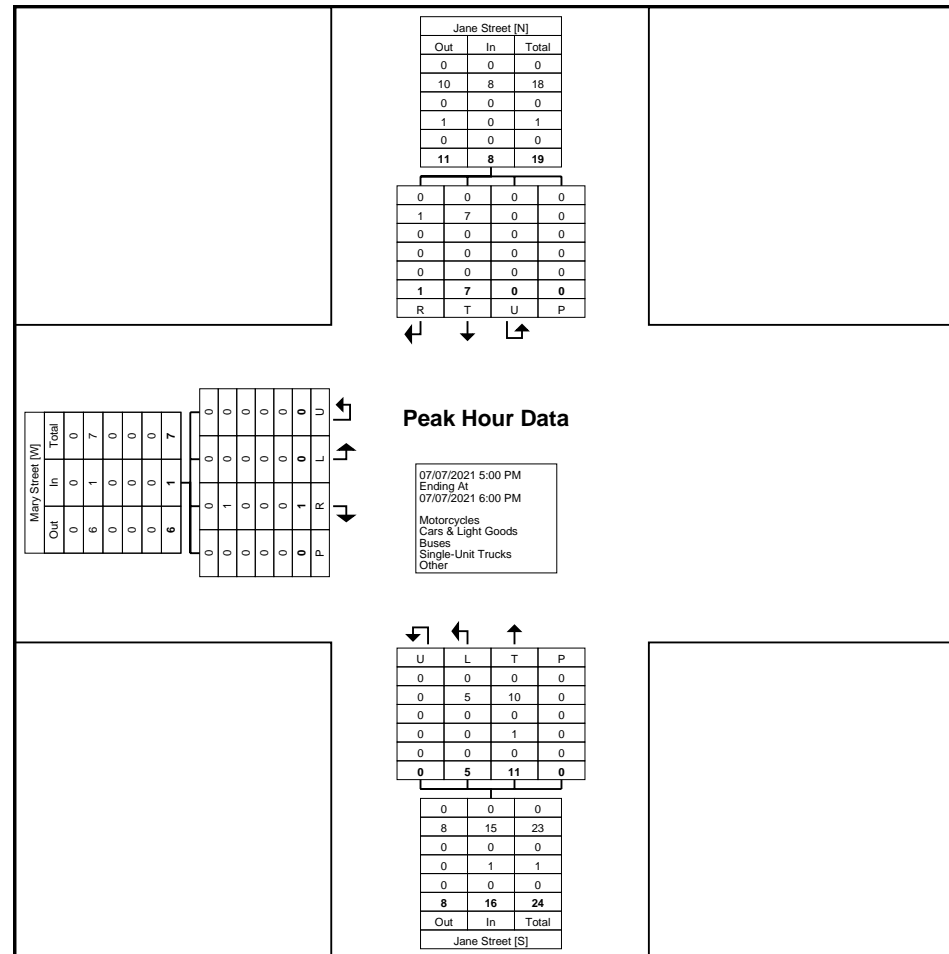 Jane Street [N]
Out In Total
0 0 0
10 8 18
0 0 0
1 0 1
0 0 0
11 8 19
0 0 0 0
1 7 0 0
0 0 0 0
0 0 0 0
0 0 0 0
1 7 0 0
R T U P
Mary Street [W]
Out In Total
0 0 0
6 1 7
0 0 0
0 0 0
0 0 0
6 1 7
0 0 0 0
0 1 0 0
0 0 0 0
0 0 0 0
0 0 0 0
0 1 0 0
P R L U
Peak Hour Data
07/07/2021 5:00 PM
Ending At
07/07/2021 6:00 PM
Motorcycles
Cars & Light Goods
Buses
Single-Unit Trucks
Other
U L T P
0 0 0 0
0 5 10 0
0 0 0 0
0 0 1 0
0 0 0 0
0 5 11 0
0 0 0
8 15 23
0 0 0
0 1 1
0 0 0
8 16 24
Out In Total
Jane Street [S]